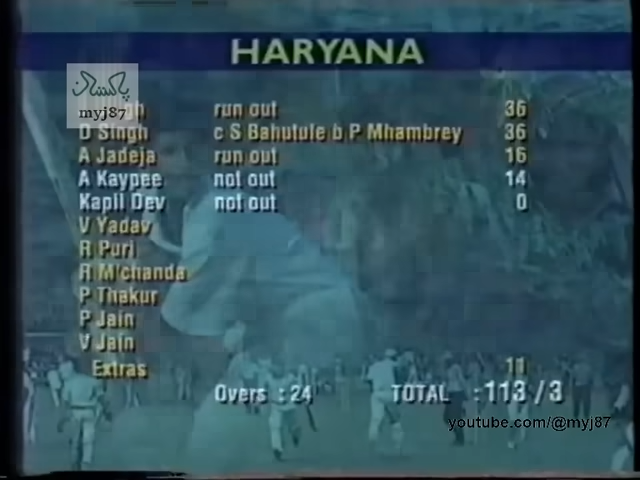 HARYANA
پاکستان
myj87
run out 36
D Singh c S Bahutule b P Mhambrey 36
A Jadeja run out 16
A Kaypee not out 14
Kapil Dev not out 0
V Yadav
R Puri
R M'chanda
P Thakur
P Jain
V Jain
Extras 11
Overs : 24 TOTAL : 113 / 3
youtube.com/@myj87